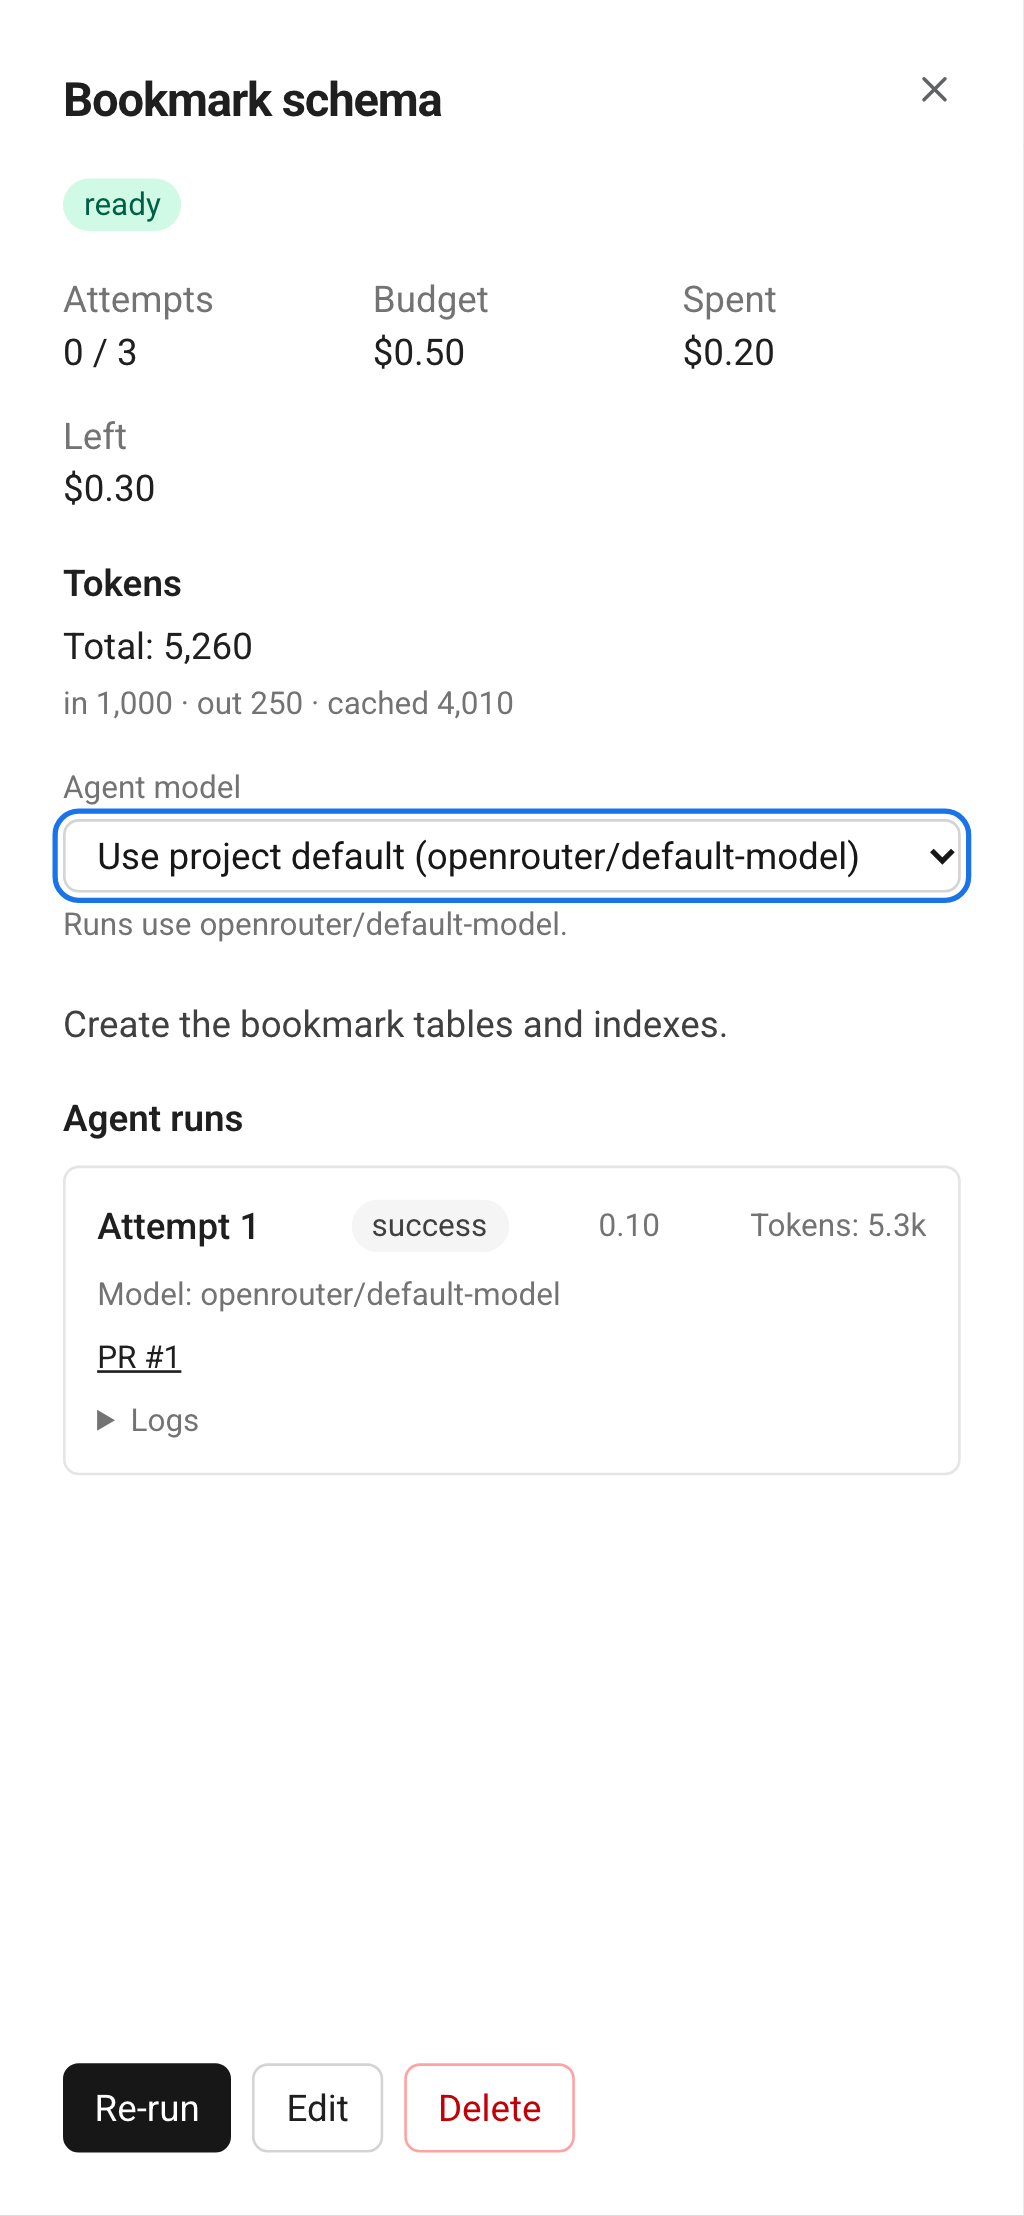 Bookmark schema
ready
Attempts Budget Spent
0 / 3 $0.50 $0.20
Left
$0.30
Tokens
Total: 5,260
in 1,000 · out 250 · cached 4,010
Agent model
Use project default (openrouter/default-model)
Runs use openrouter/default-model.
Create the bookmark tables and indexes.
Agent runs
Attempt 1 success 0.10 Tokens: 5.3k
Model: openrouter/default-model
PR #1
Logs
Re-run Edit Delete